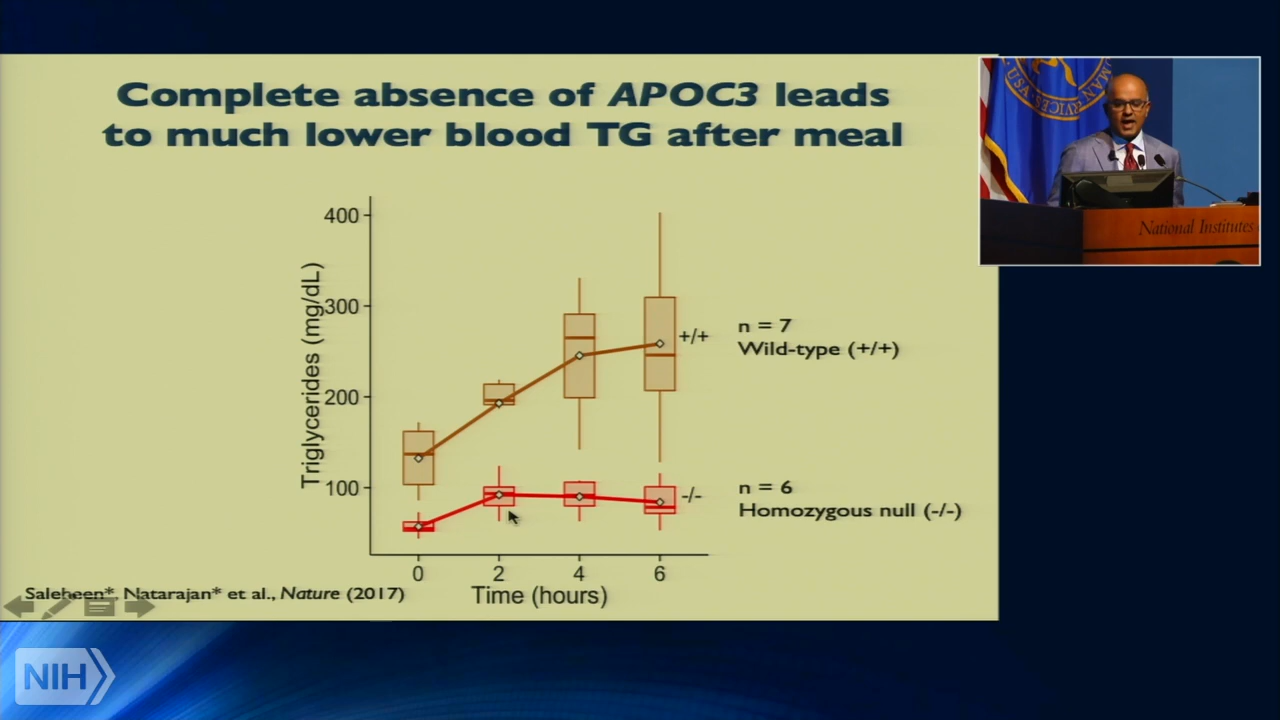 Complete absence of APOC3 leads
to much lower blood TG after meal
400
300
200
100
Triglycerides (mg/dL)
+/+
n = 7
Wild-type (+/+)
-/-
n = 6
Homozygous null (-/-)
0 2 4 6
Time (hours)
Saleheen*, Natarajan* et al., Nature (2017)
NIH
National Institutes